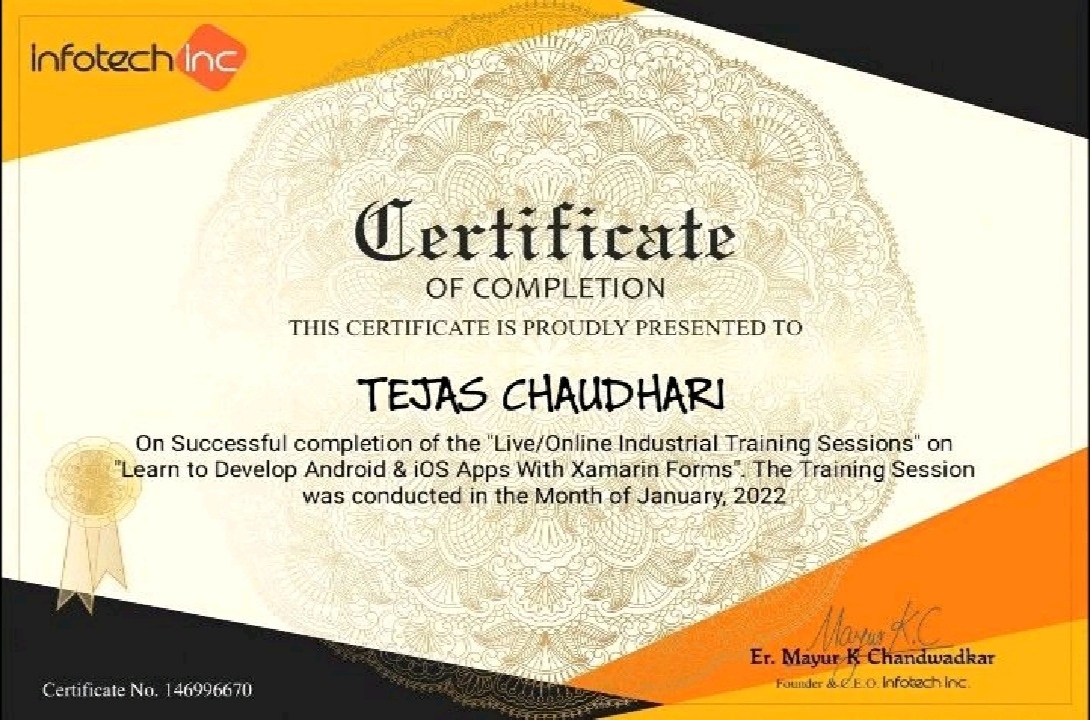 Infotech Inc
Certificate
OF COMPLETION
THIS CERTIFICATE IS PROUDLY PRESENTED TO
TEJAS CHAUDHARI
On Successful completion of the "Live/Online Industrial Training Sessions" on
"Learn to Develop Android & iOS Apps With Xamarin Forms". The Training Session
was conducted in the Month of January, 2022
Mayur K.C
Er. Mayur K Chandwadkar
Founder & C.E.O. Infotech Inc.
Certificate No. 146996670